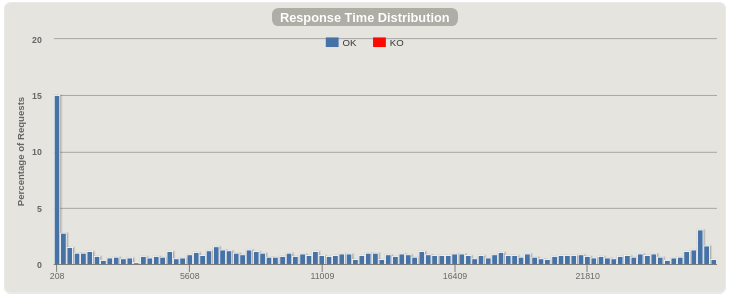 Response Time Distribution
OK KO
Percentage of Requests
20
15
10
5
0
208 5608 11009 16409 21810